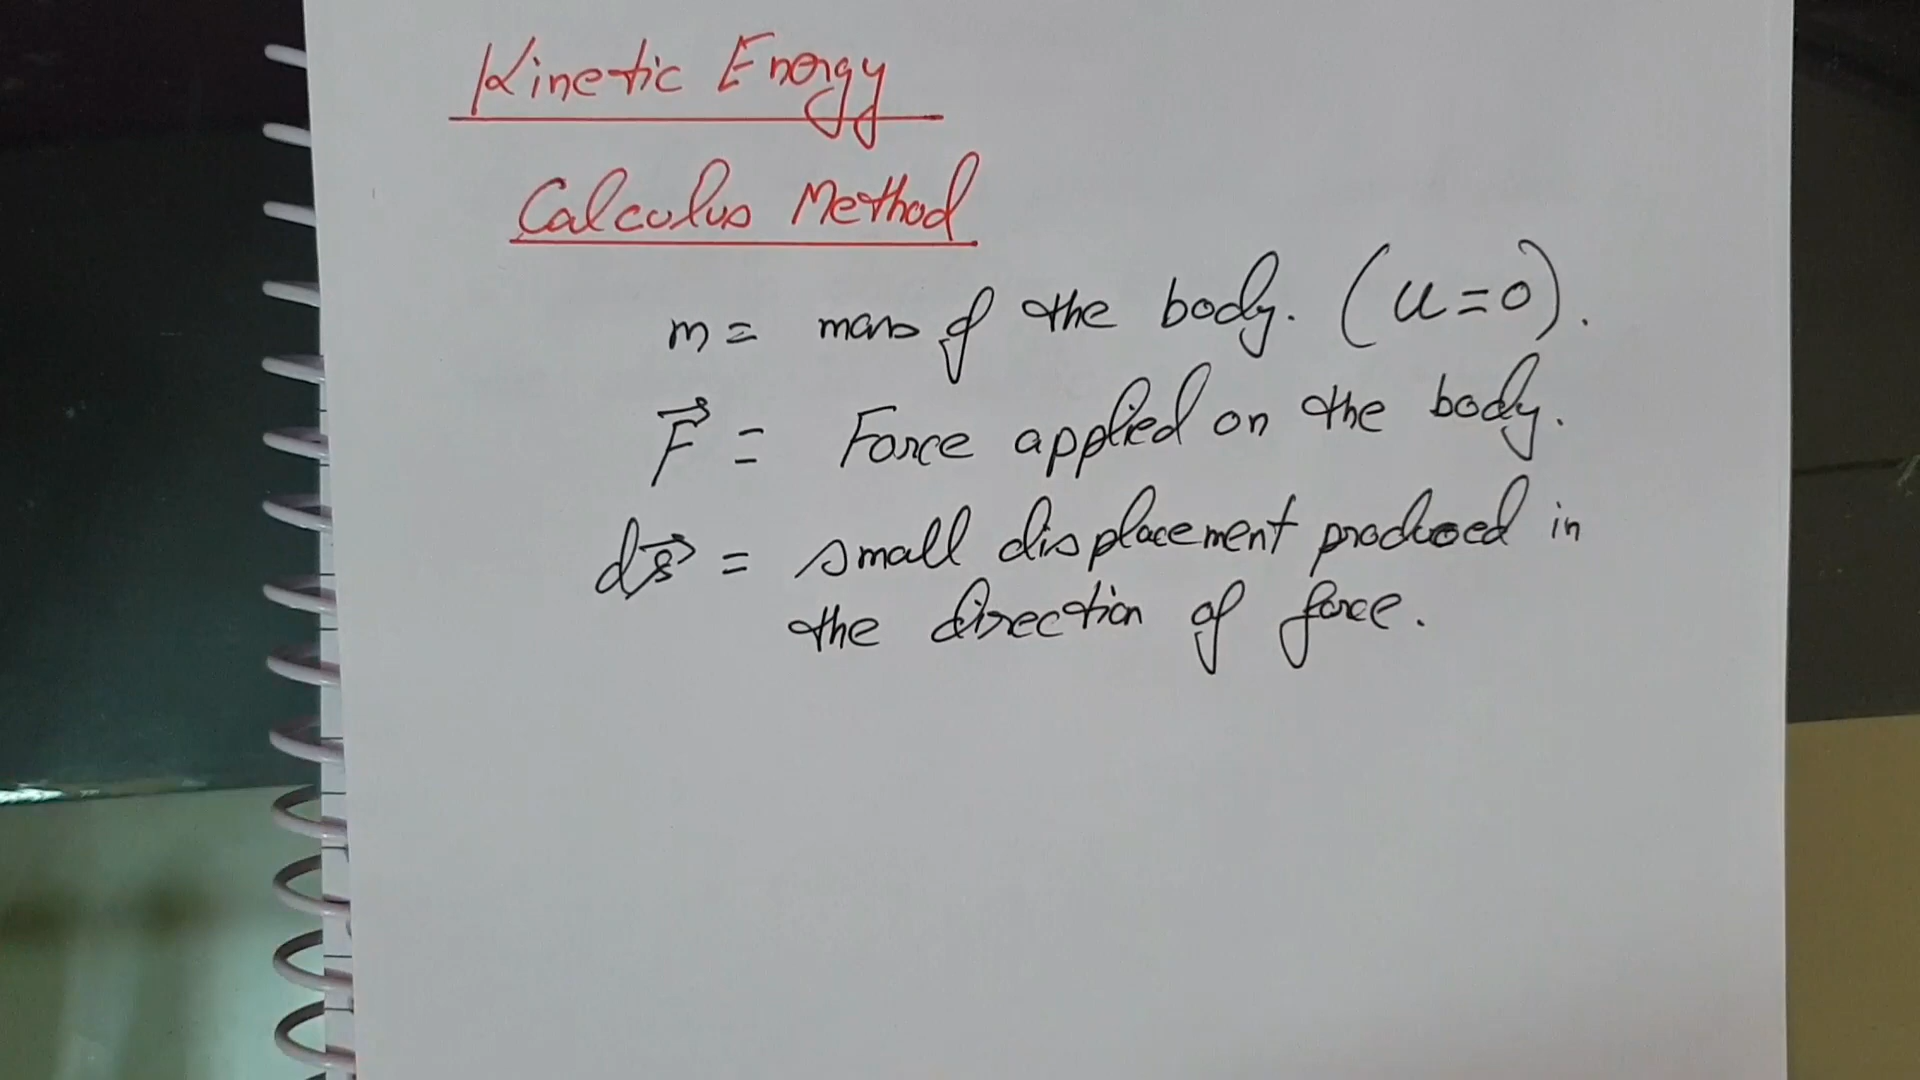 Kinetic Energy
Calculus Method
m = mass of the body. (u=0).
F⃗ = Force applied on the body.
ds⃗ = small displacement produced in
the direction of force.